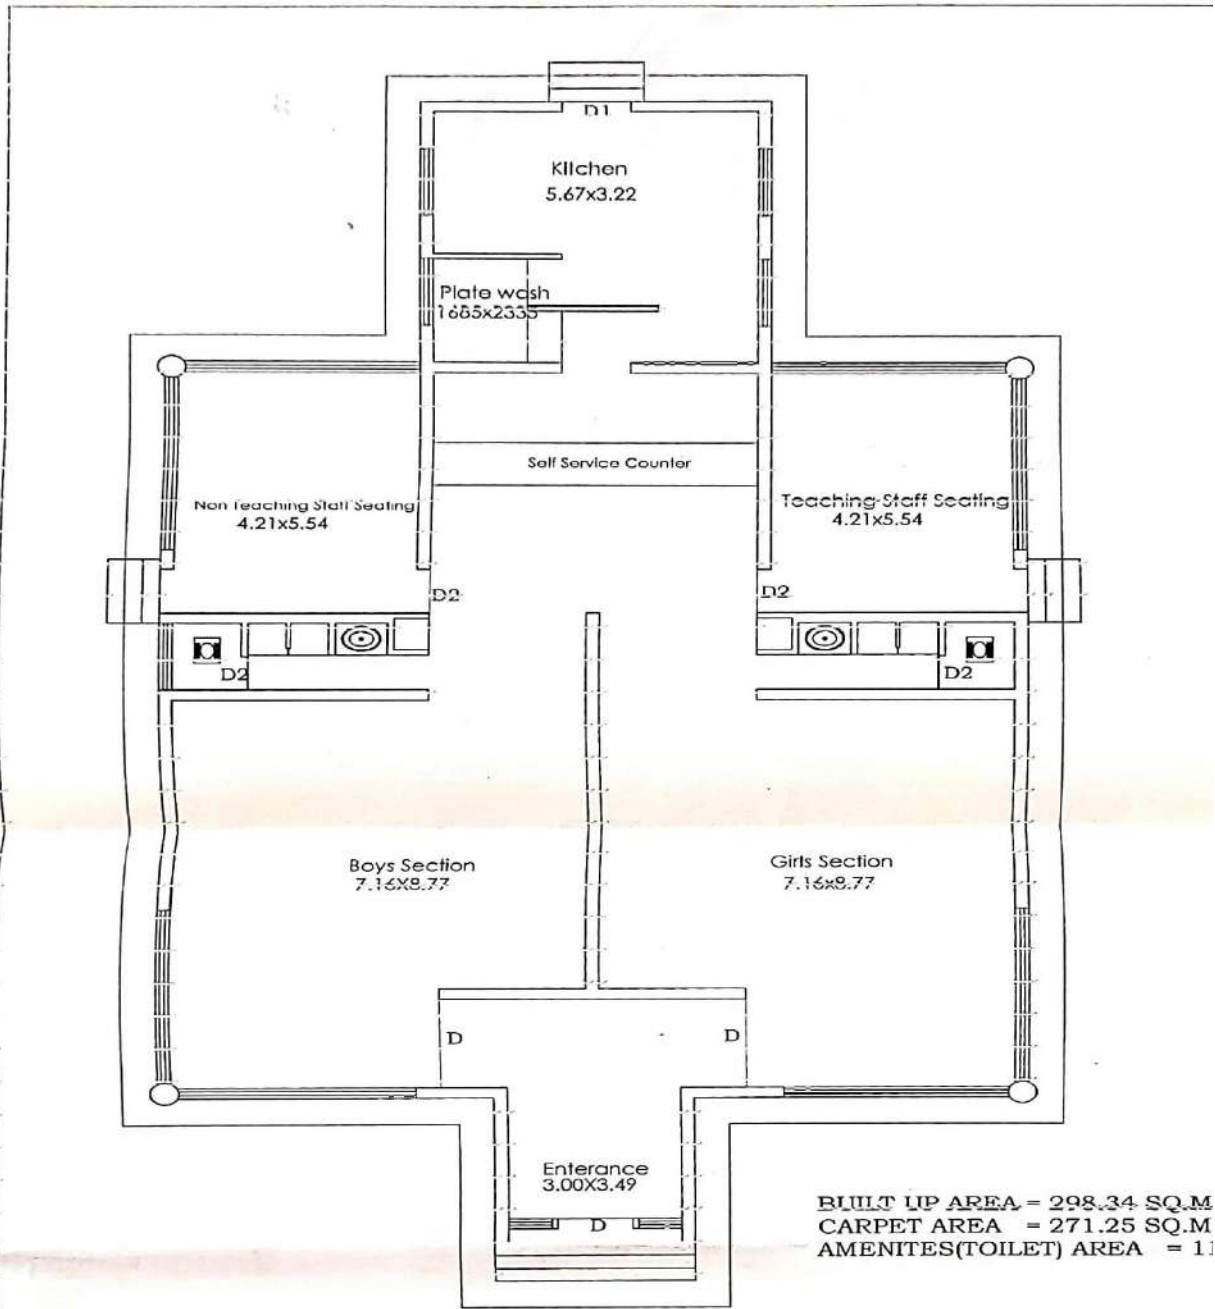 D1
Kitchen
5.67x3.22
Plate wash
1685x2335
Self Service Counter
Non Teaching Staff Seating
4.21x5.54
Teaching Staff Seating
4.21x5.54
D2
D2
D2
D2
Boys Section
7.16X8.77
Girls Section
7.16x8.77
D
D
Enterance
3.00X3.49
D
BUILT UP AREA = 298.34 SQ.M
CARPET AREA = 271.25 SQ.M
AMENITES(TOILET) AREA = 11